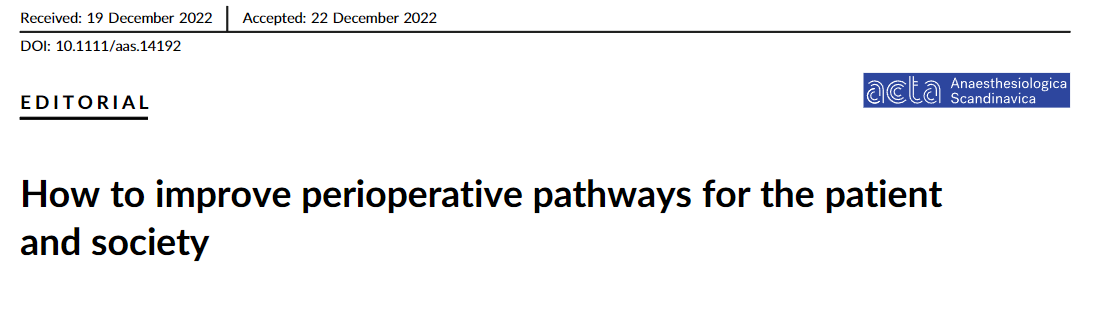 Received: 19 December 2022 Accepted: 22 December 2022
DOI: 10.1111/aas.14192
EDITORIAL
acta Anaesthesiologica
Scandinavica
How to improve perioperative pathways for the patient
and society